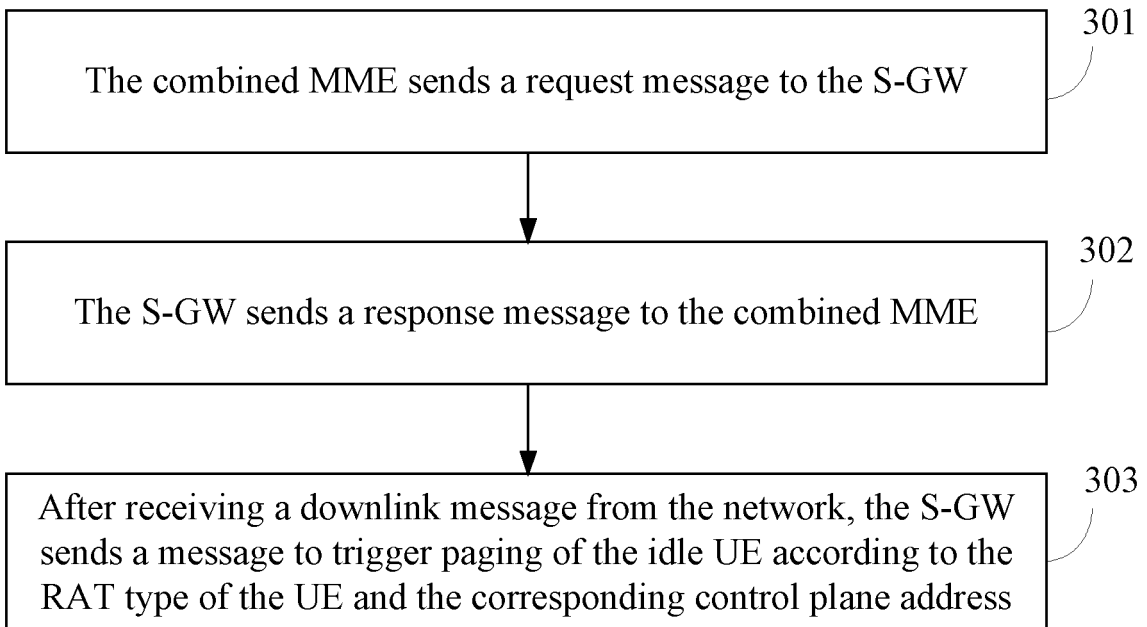 301
The combined MME sends a request message to the S-GW
302
The S-GW sends a response message to the combined MME
303
After receiving a downlink message from the network, the S-GW
sends a message to trigger paging of the idle UE according to the
RAT type of the UE and the corresponding control plane address